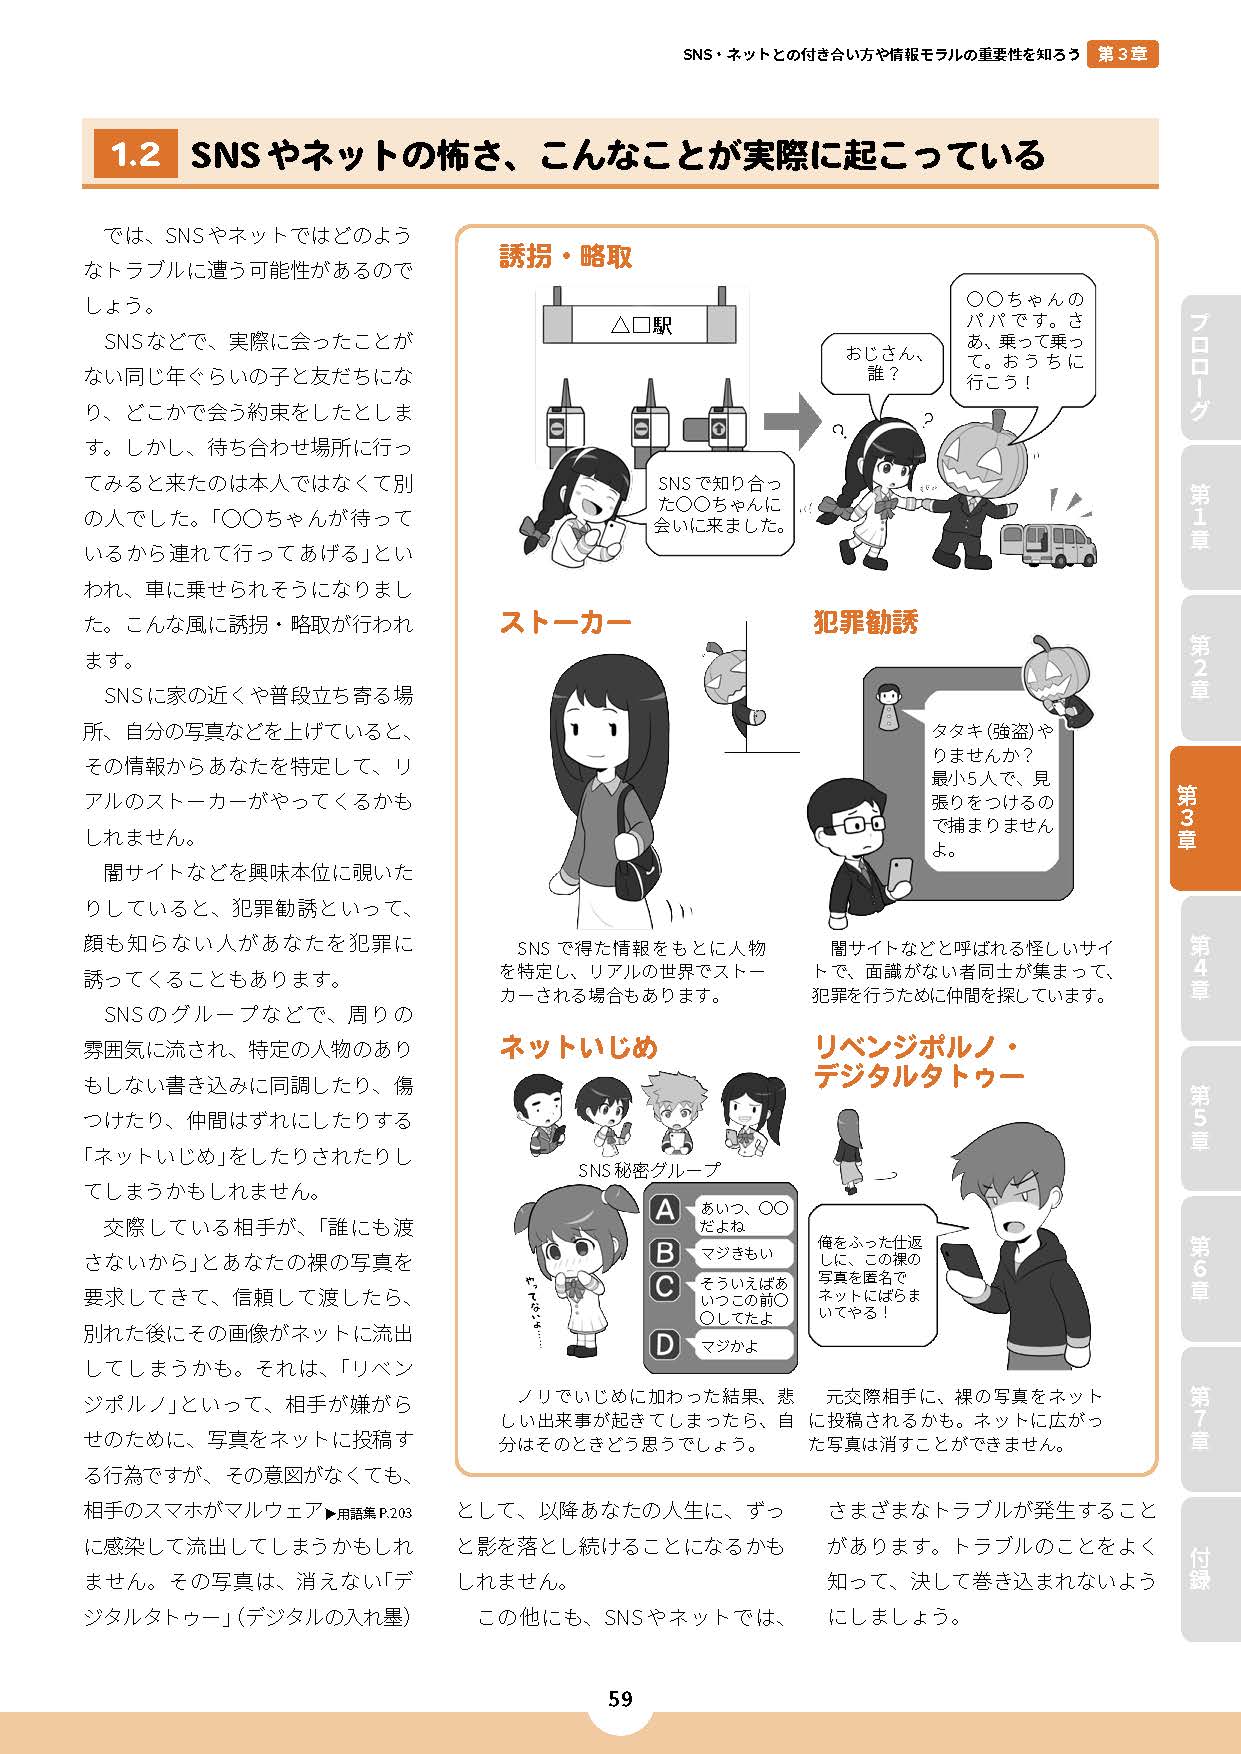 SNS・ネットとの付き合い方や情報モラルの重要性を知ろう 第3章
1.2 SNSやネットの怖さ、こんなことが実際に起こっている
では、SNSやネットではどのよう
なトラブルに遭う可能性があるので
しょう。
SNSなどで、実際に会ったことが
ない同じ年ぐらいの子と友だちにな
り、どこかで会う約束をしたとしま
す。しかし、待ち合わせ場所に行っ
てみると来たのは本人ではなくて別
の人でした。「〇〇ちゃんが待って
いるから連れて行ってあげる」とい
われ、車に乗せられそうになりまし
た。こんな風に誘拐・略取が行われ
ます。
SNSに家の近くや普段立ち寄る場
所、自分の写真などを上げていると、
その情報からあなたを特定して、リ
アルのストーカーがやってくるかも
しれません。
闇サイトなどを興味本位に覗いた
りしていると、犯罪勧誘といって、
顔も知らない人があなたを犯罪に
誘ってくることもあります。
SNSのグループなどで、周りの
雰囲気に流され、特定の人物のあり
もしない書き込みに同調したり、傷
つけたり、仲間はずれにしたりする
「ネットいじめ」をしたりされたりし
てしまうかもしれません。
交際している相手が、「誰にも渡
さないから」とあなたの裸の写真を
要求してきて、信頼して渡したら、
別れた後にその画像がネットに流出
してしまうかも。それは、「リベン
ジポルノ」といって、相手が嫌がら
せのために、写真をネットに投稿す
る行為ですが、その意図がなくても、
相手のスマホがマルウェア▶用語集P.203
に感染して流出してしまうかもしれ
ません。その写真は、消えない「デ
ジタルタトゥー」(デジタルの入れ墨)
として、以降あなたの人生に、ずっ
と影を落とし続けることになるかも
しれません。
この他にも、SNSやネットでは、
さまざまなトラブルが発生すること
があります。トラブルのことをよく
知って、決して巻き込まれないよう
にしましょう。
誘拐・略取
△□駅
SNSで知り合っ
た〇〇ちゃんに
会いに来ました。
おじさん、
誰？
〇〇ちゃんの
パパです。さ
あ、乗って乗っ
て。おうちに
行こう！
?
?
ストーカー
SNSで得た情報をもとに人物
を特定し、リアルの世界でストー
カーされる場合もあります。
犯罪勧誘
タタキ(強盗)や
りませんか？
最小5人で、見
張りをつけるの
で捕まりません
よ。
闇サイトなどと呼ばれる怪しいサイ
トで、面識がない者同士が集まって、
犯罪を行うために仲間を探しています。
ネットいじめ
SNS秘密グループ
A あいつ、〇〇
だよね
B マジきもい
C そういえばあ
いつこの前〇
〇してたよ
D マジかよ
やってないよ……
ノリでいじめに加わった結果、悲
しい出来事が起きてしまったら、自
分はそのときどう思うでしょう。
リベンジポルノ・
デジタルタトゥー
俺をふった仕返
しに、この裸の
写真を匿名で
ネットにばらま
いてやる！
元交際相手に、裸の写真をネット
に投稿されるかも。ネットに広がっ
た写真は消すことができません。
プロローグ
第1章
第2章
第3章
第4章
第5章
第6章
第7章
付録
59